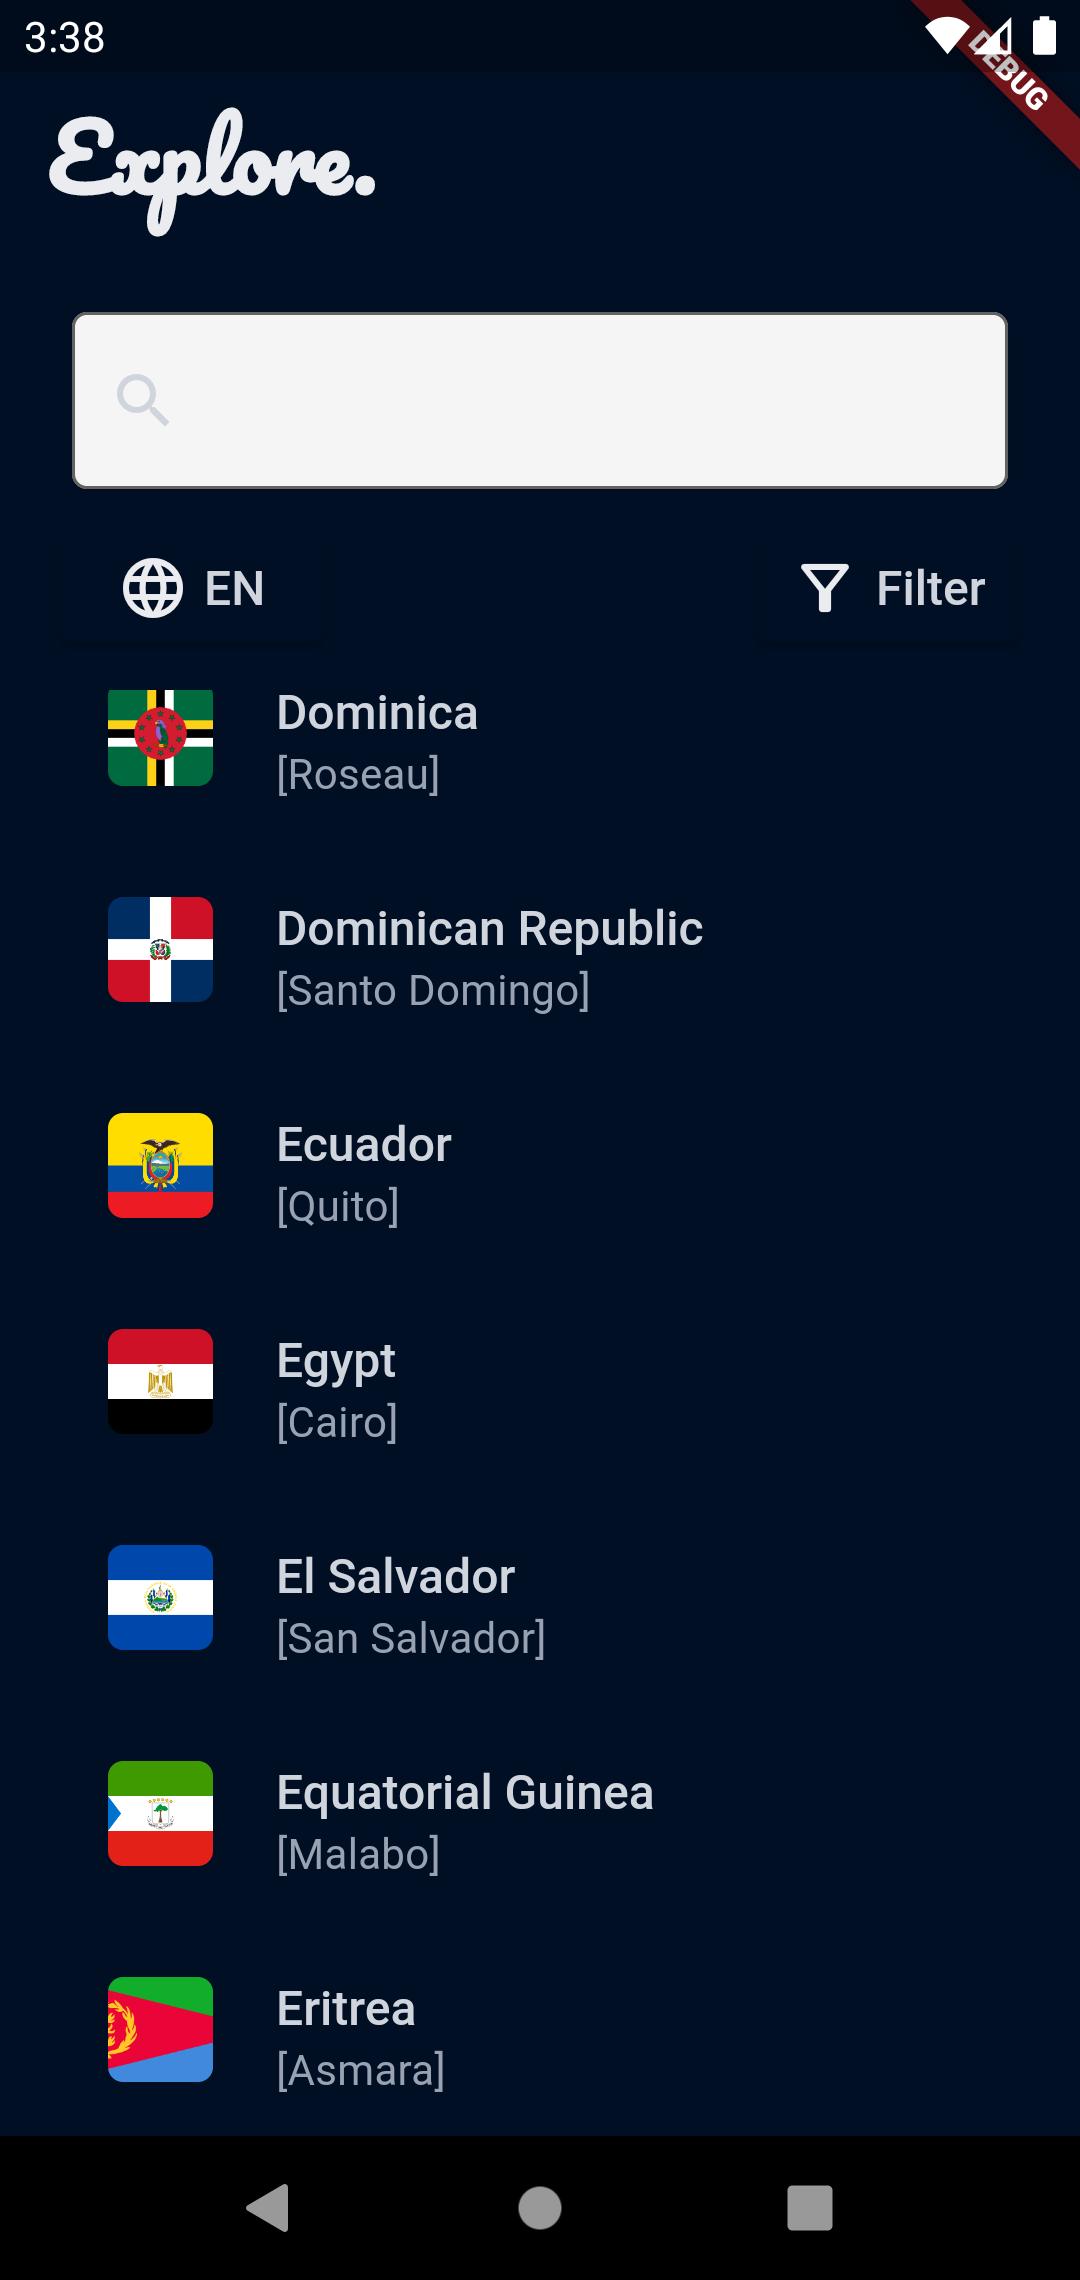 3:38
DEBUG
Explore.
EN
Filter
Dominica
[Roseau]
Dominican Republic
[Santo Domingo]
Ecuador
[Quito]
Egypt
[Cairo]
El Salvador
[San Salvador]
Equatorial Guinea
[Malabo]
Eritrea
[Asmara]